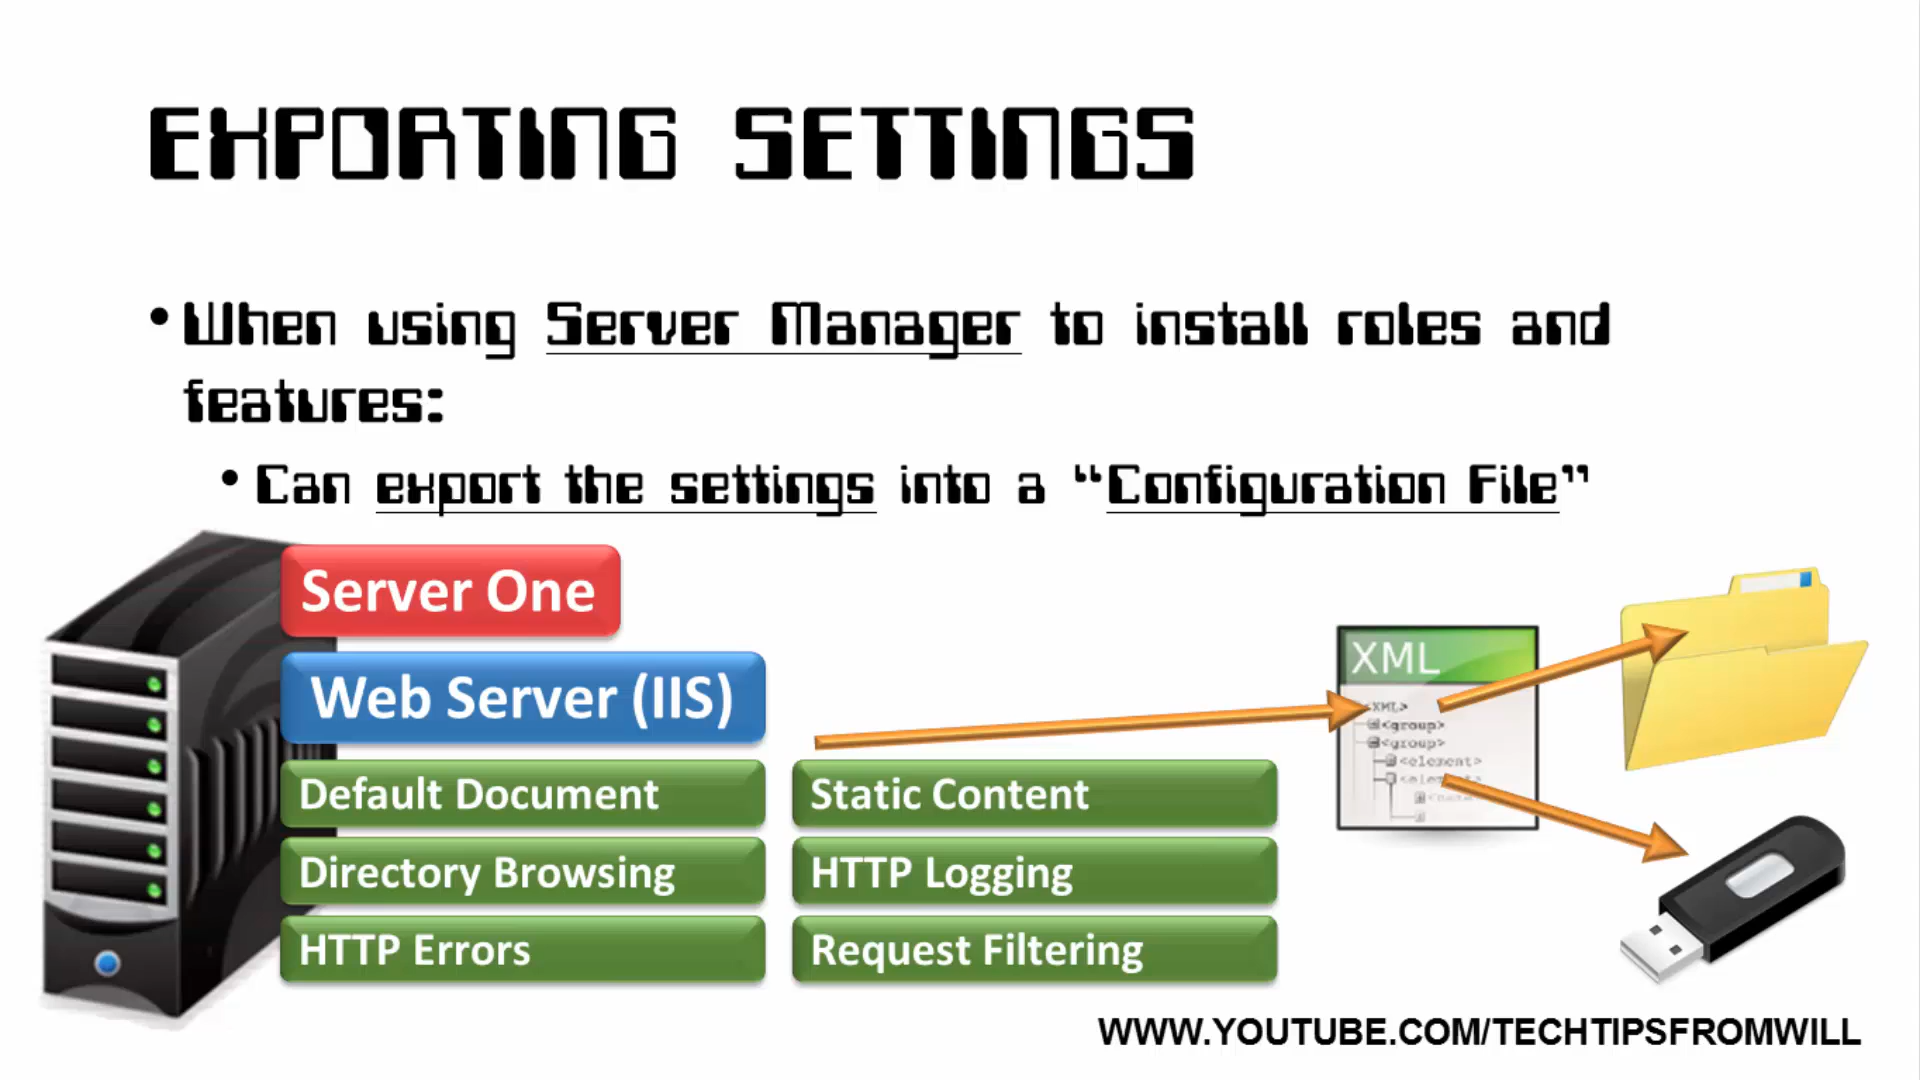 EXPORTING SETTINGS
• When using Server Manager to install roles and
features:
• Can export the settings into a “Configuration File”
Server One
Web Server (IIS)
Default Document
Static Content
Directory Browsing
HTTP Logging
HTTP Errors
Request Filtering
XML
<XML>
<group>
<group>
<element>
WWW.YOUTUBE.COM/TECHTIPSFROMWILL